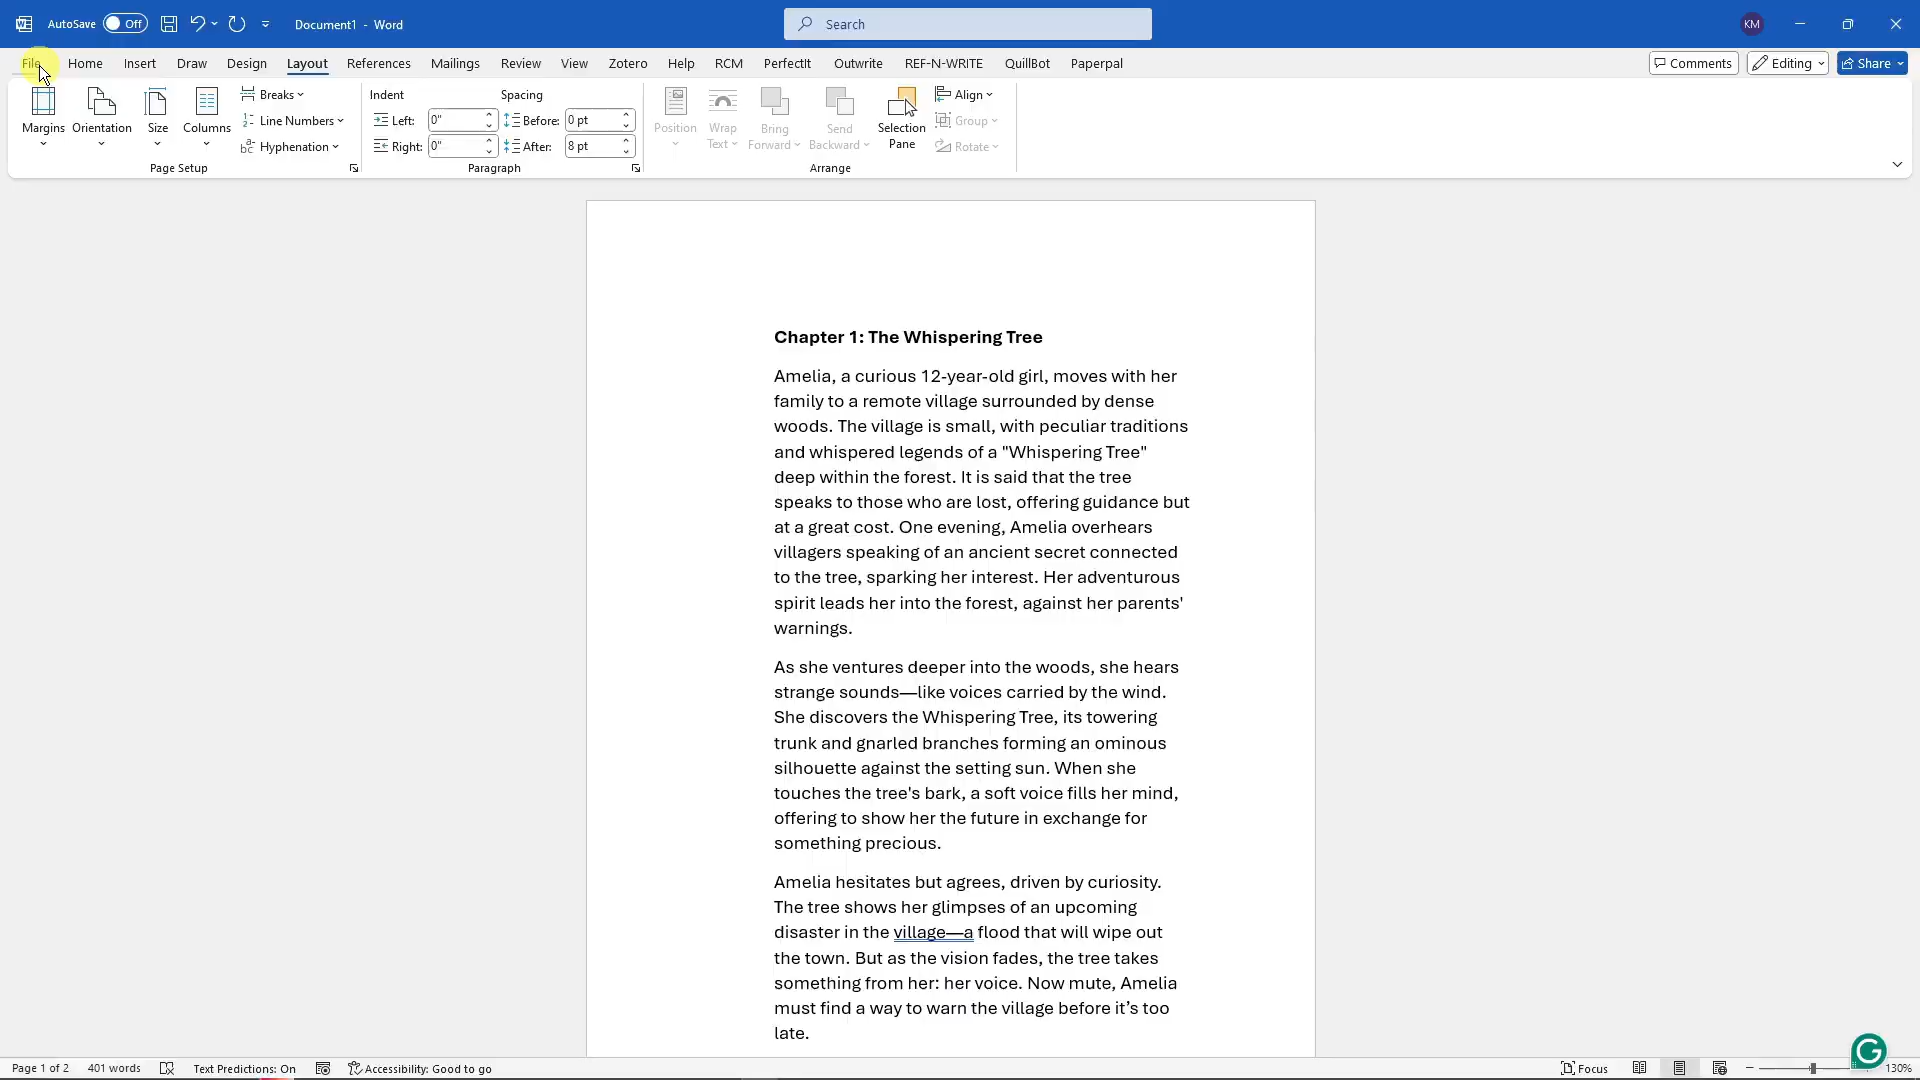 AutoSave Off Document1 - Word Search KM
File Home Insert Draw Design Layout References Mailings Review View Zotero Help RCM PerfectIt Outwrite REF-N-WRITE QuillBot Paperpal Comments Editing Share
Margins Orientation Size Columns Breaks Line Numbers Hyphenation
Page Setup
Indent Spacing
Left: 0" Before: 0 pt
Right: 0" After: 8 pt
Paragraph
Position Wrap Text Bring Forward Send Backward Selection Pane Align Group Rotate
Arrange
Chapter 1: The Whispering Tree
Amelia, a curious 12-year-old girl, moves with her
family to a remote village surrounded by dense
woods. The village is small, with peculiar traditions
and whispered legends of a "Whispering Tree"
deep within the forest. It is said that the tree
speaks to those who are lost, offering guidance but
at a great cost. One evening, Amelia overhears
villagers speaking of an ancient secret connected
to the tree, sparking her interest. Her adventurous
spirit leads her into the forest, against her parents'
warnings.
As she ventures deeper into the woods, she hears
strange sounds—like voices carried by the wind.
She discovers the Whispering Tree, its towering
trunk and gnarled branches forming an ominous
silhouette against the setting sun. When she
touches the tree's bark, a soft voice fills her mind,
offering to show her the future in exchange for
something precious.
Amelia hesitates but agrees, driven by curiosity.
The tree shows her glimpses of an upcoming
disaster in the village—a flood that will wipe out
the town. But as the vision fades, the tree takes
something from her: her voice. Now mute, Amelia
must find a way to warn the village before it’s too
late.
Page 1 of 2 401 words Text Predictions: On Accessibility: Good to go Focus 130%